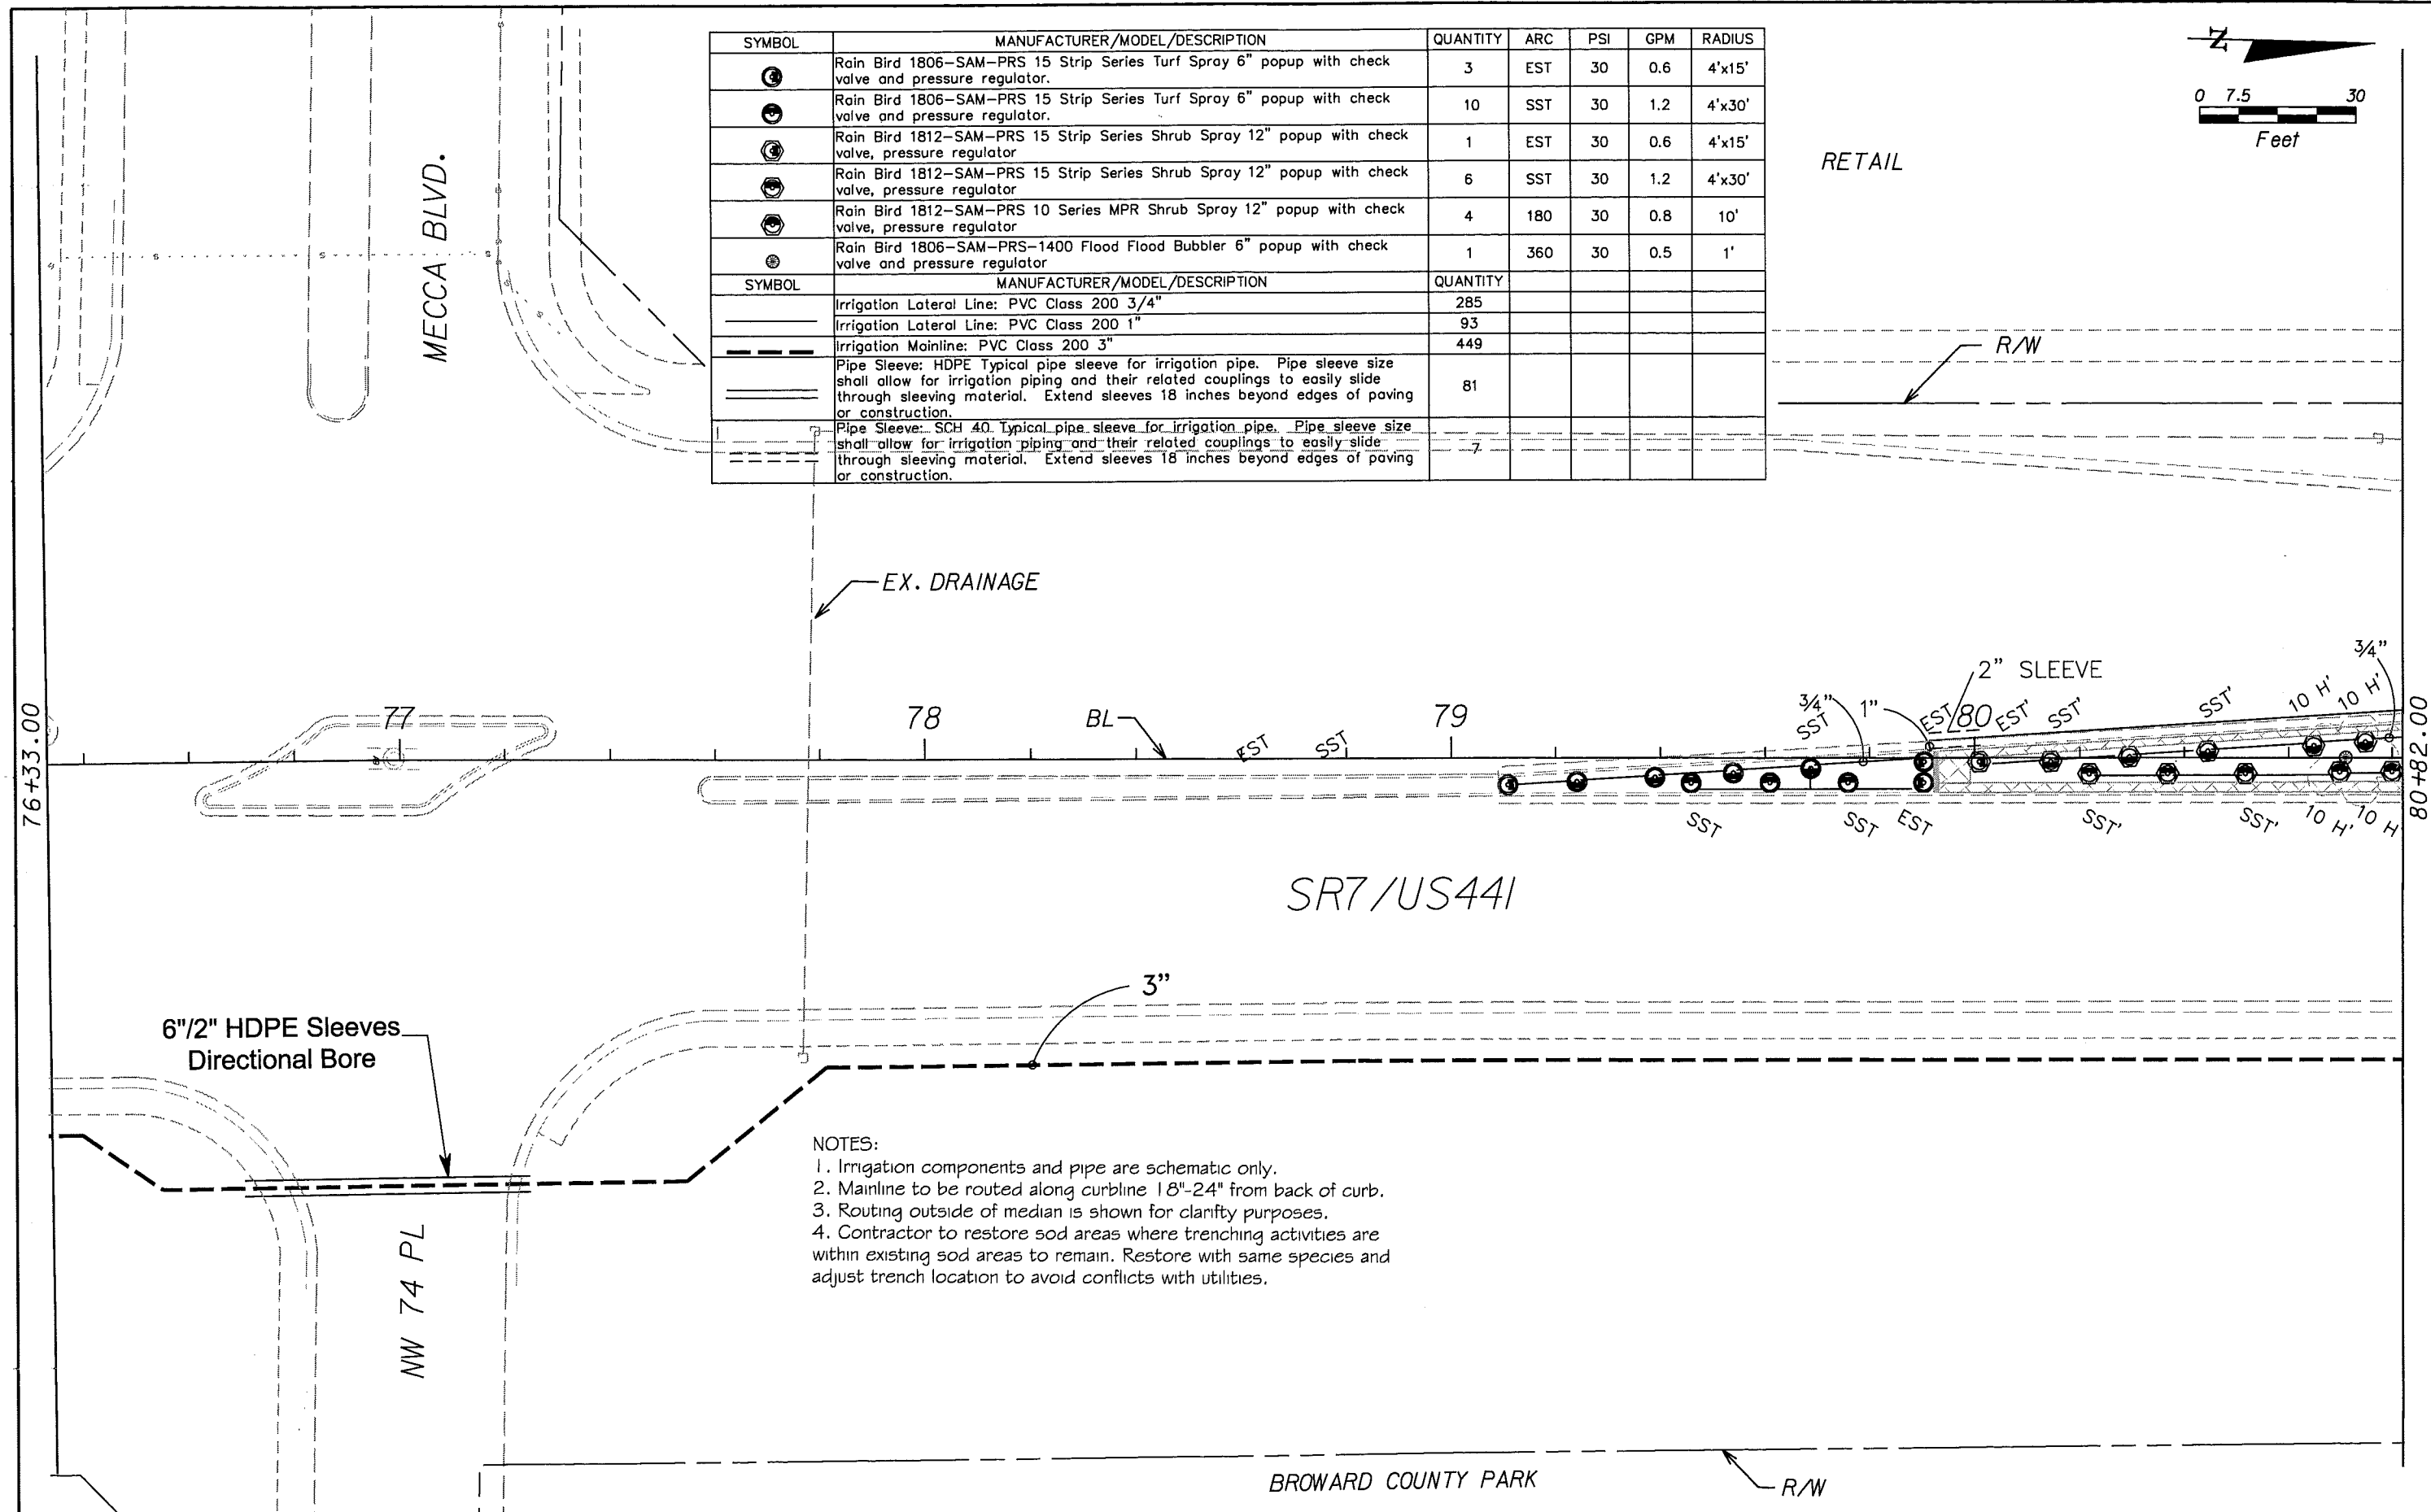 SYMBOL MANUFACTURER/MODEL/DESCRIPTION QUANTITY ARC PSI GPM RADIUS
Rain Bird 1806-SAM-PRS 15 Strip Series Turf Spray 6" popup with check
valve and pressure regulator. 3 EST 30 0.6 4'x15'
Rain Bird 1806-SAM-PRS 15 Strip Series Turf Spray 6" popup with check
valve and pressure regulator. 10 SST 30 1.2 4'x30'
Rain Bird 1812-SAM-PRS 15 Strip Series Shrub Spray 12" popup with check
valve, pressure regulator 1 EST 30 0.6 4'x15'
Rain Bird 1812-SAM-PRS 15 Strip Series Shrub Spray 12" popup with check
valve, pressure regulator 6 SST 30 1.2 4'x30'
Rain Bird 1812-SAM-PRS 10 Series MPR Shrub Spray 12" popup with check
valve, pressure regulator 4 180 30 0.8 10'
Rain Bird 1806-SAM-PRS-1400 Flood Flood Bubbler 6" popup with check
valve and pressure regulator 1 360 30 0.5 1'
SYMBOL MANUFACTURER/MODEL/DESCRIPTION QUANTITY
Irrigation Lateral Line: PVC Class 200 3/4" 285
Irrigation Lateral Line: PVC Class 200 1" 93
Irrigation Mainline: PVC Class 200 3" 449
Pipe Sleeve: HDPE Typical pipe sleeve for irrigation pipe. Pipe sleeve size
shall allow for irrigation piping and their related couplings to easily slide
through sleeving material. Extend sleeves 18 inches beyond edges of paving
or construction. 81
Pipe Sleeve: SCH 40 Typical pipe sleeve for irrigation pipe. Pipe sleeve size
shall allow for irrigation piping and their related couplings to easily slide
through sleeving material. Extend sleeves 18 inches beyond edges of paving
or construction. 7
N
0 7.5 30
Feet
RETAIL
MECCA BLVD.
R/W
EX. DRAINAGE
2" SLEEVE
3/4"
3/4"
1"
76+33.00
77
78
BL
79
80
80+82.00
EST
SST
SST
EST
EST'
SST'
SST'
10 H'
10 H'
SST
SST
EST
SST'
SST'
10 H'
10 H
SR7/US441
3"
6"/2" HDPE Sleeves
Directional Bore
NOTES:
1. Irrigation components and pipe are schematic only.
2. Mainline to be routed along curbline 18"-24" from back of curb.
3. Routing outside of median is shown for clarifty purposes.
4. Contractor to restore sod areas where trenching activities are
within existing sod areas to remain. Restore with same species and
adjust trench location to avoid conflicts with utilities.
NW 74 PL
BROWARD COUNTY PARK
R/W